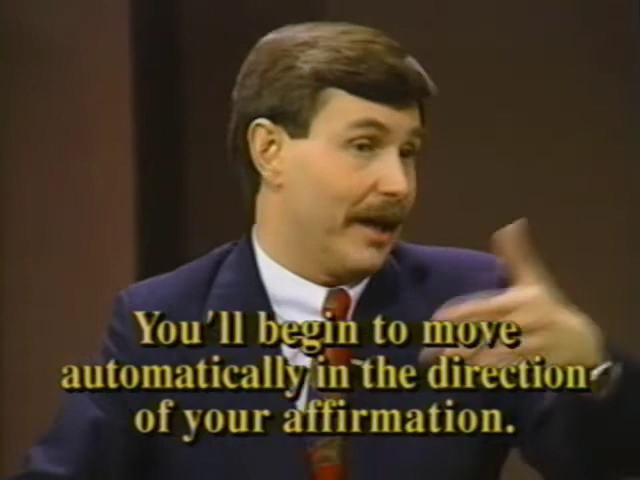 You'll begin to move
automatically in the direction
of your affirmation.